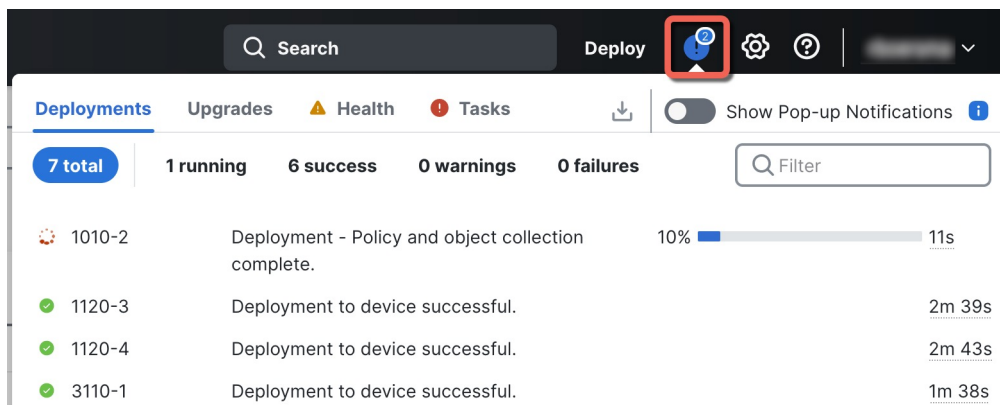 Search Deploy 2
Deployments Upgrades Health Tasks Show Pop-up Notifications
7 total 1 running 6 success 0 warnings 0 failures Filter
1010-2 Deployment - Policy and object collection 10% 11s
complete.
1120-3 Deployment to device successful. 2m 39s
1120-4 Deployment to device successful. 2m 43s
3110-1 Deployment to device successful. 1m 38s